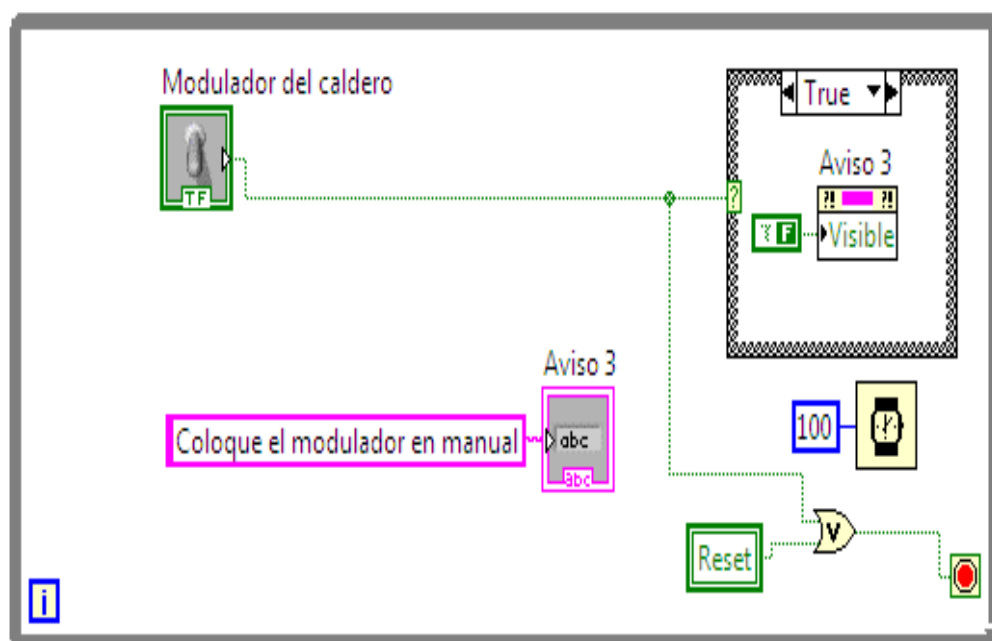 Modulador del caldero
TF
True
Aviso 3
?! ?!
?
F
Visible
Aviso 3
Coloque el modulador en manual
abc
abc
100
V
Reset
i